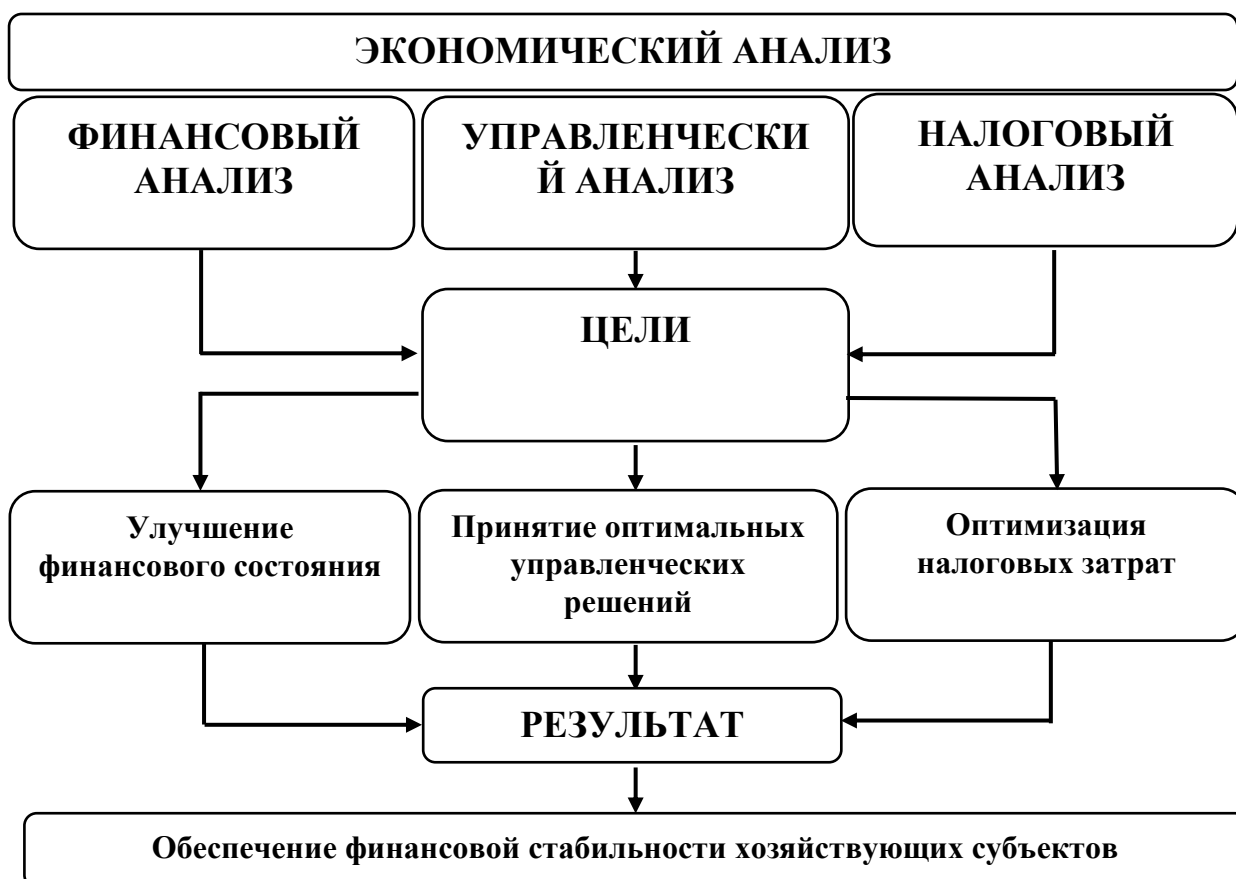 ЭКОНОМИЧЕСКИЙ АНАЛИЗ
ФИНАНСОВЫЙ
АНАЛИЗ
УПРАВЛЕНЧЕСКИ
Й АНАЛИЗ
НАЛОГОВЫЙ
АНАЛИЗ
ЦЕЛИ
Улучшение
финансового состояния
Принятие оптимальных
управленческих
решений
Оптимизация
налоговых затрат
РЕЗУЛЬТАТ
Обеспечение финансовой стабильности хозяйствующих субъектов